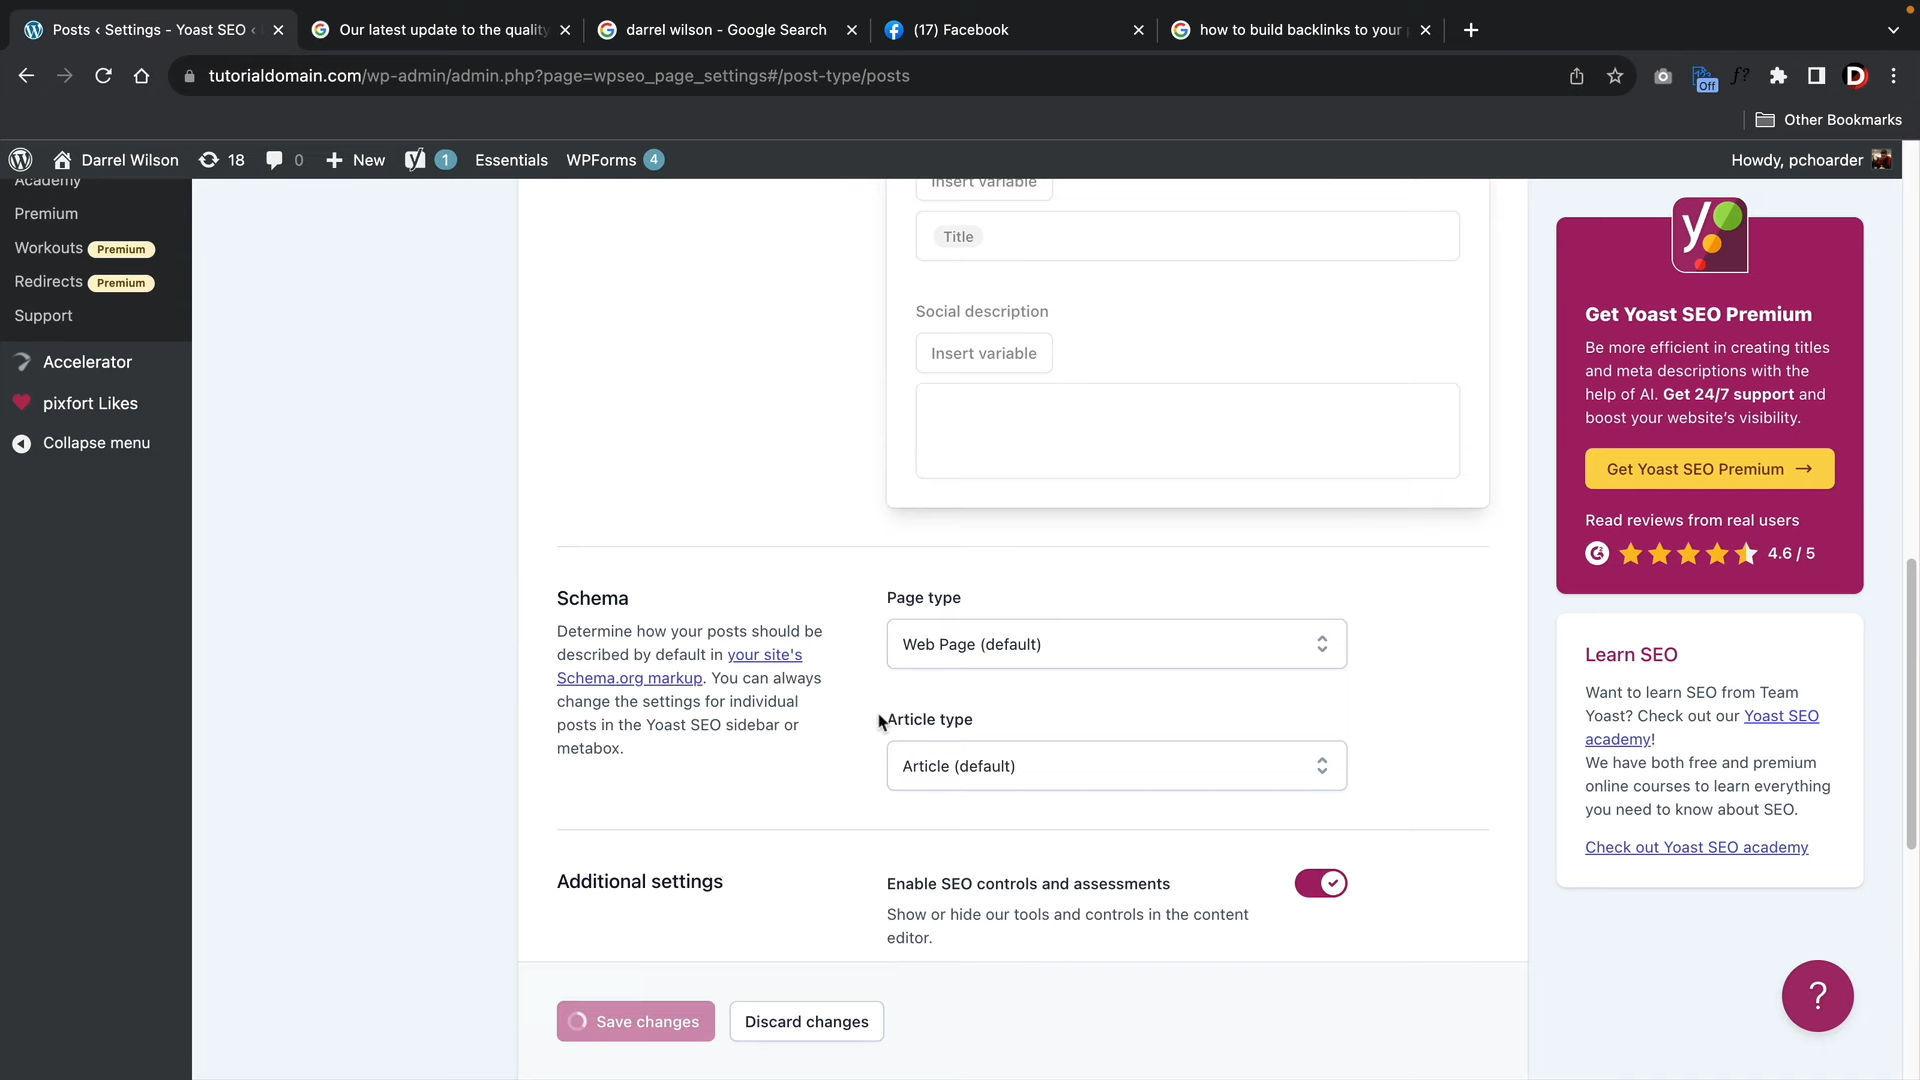 Posts ‹ Settings - Yoast SEO ‹
Our latest update to the quality
darrel wilson - Google Search
(17) Facebook
how to build backlinks to your
tutorialdomain.com/wp-admin/admin.php?page=wpseo_page_settings#/post-type/posts
Off
f?
D
Other Bookmarks
Darrel Wilson
18
0
New
1
Essentials
WPForms 4
Howdy, pchoarder
Academy
Premium
Workouts Premium
Redirects Premium
Support
Accelerator
pixfort Likes
Collapse menu
Insert variable
Title
Social description
Insert variable
Schema
Determine how your posts should be
described by default in your site's
Schema.org markup. You can always
change the settings for individual
posts in the Yoast SEO sidebar or
metabox.
Page type
Web Page (default)
Article type
Article (default)
Additional settings
Enable SEO controls and assessments
Show or hide our tools and controls in the content
editor.
Save changes
Discard changes
y
Get Yoast SEO Premium
Be more efficient in creating titles
and meta descriptions with the
help of AI. Get 24/7 support and
boost your website's visibility.
Get Yoast SEO Premium →
Read reviews from real users
4.6 / 5
Learn SEO
Want to learn SEO from Team
Yoast? Check out our Yoast SEO
academy!
We have both free and premium
online courses to learn everything
you need to know about SEO.
Check out Yoast SEO academy
?